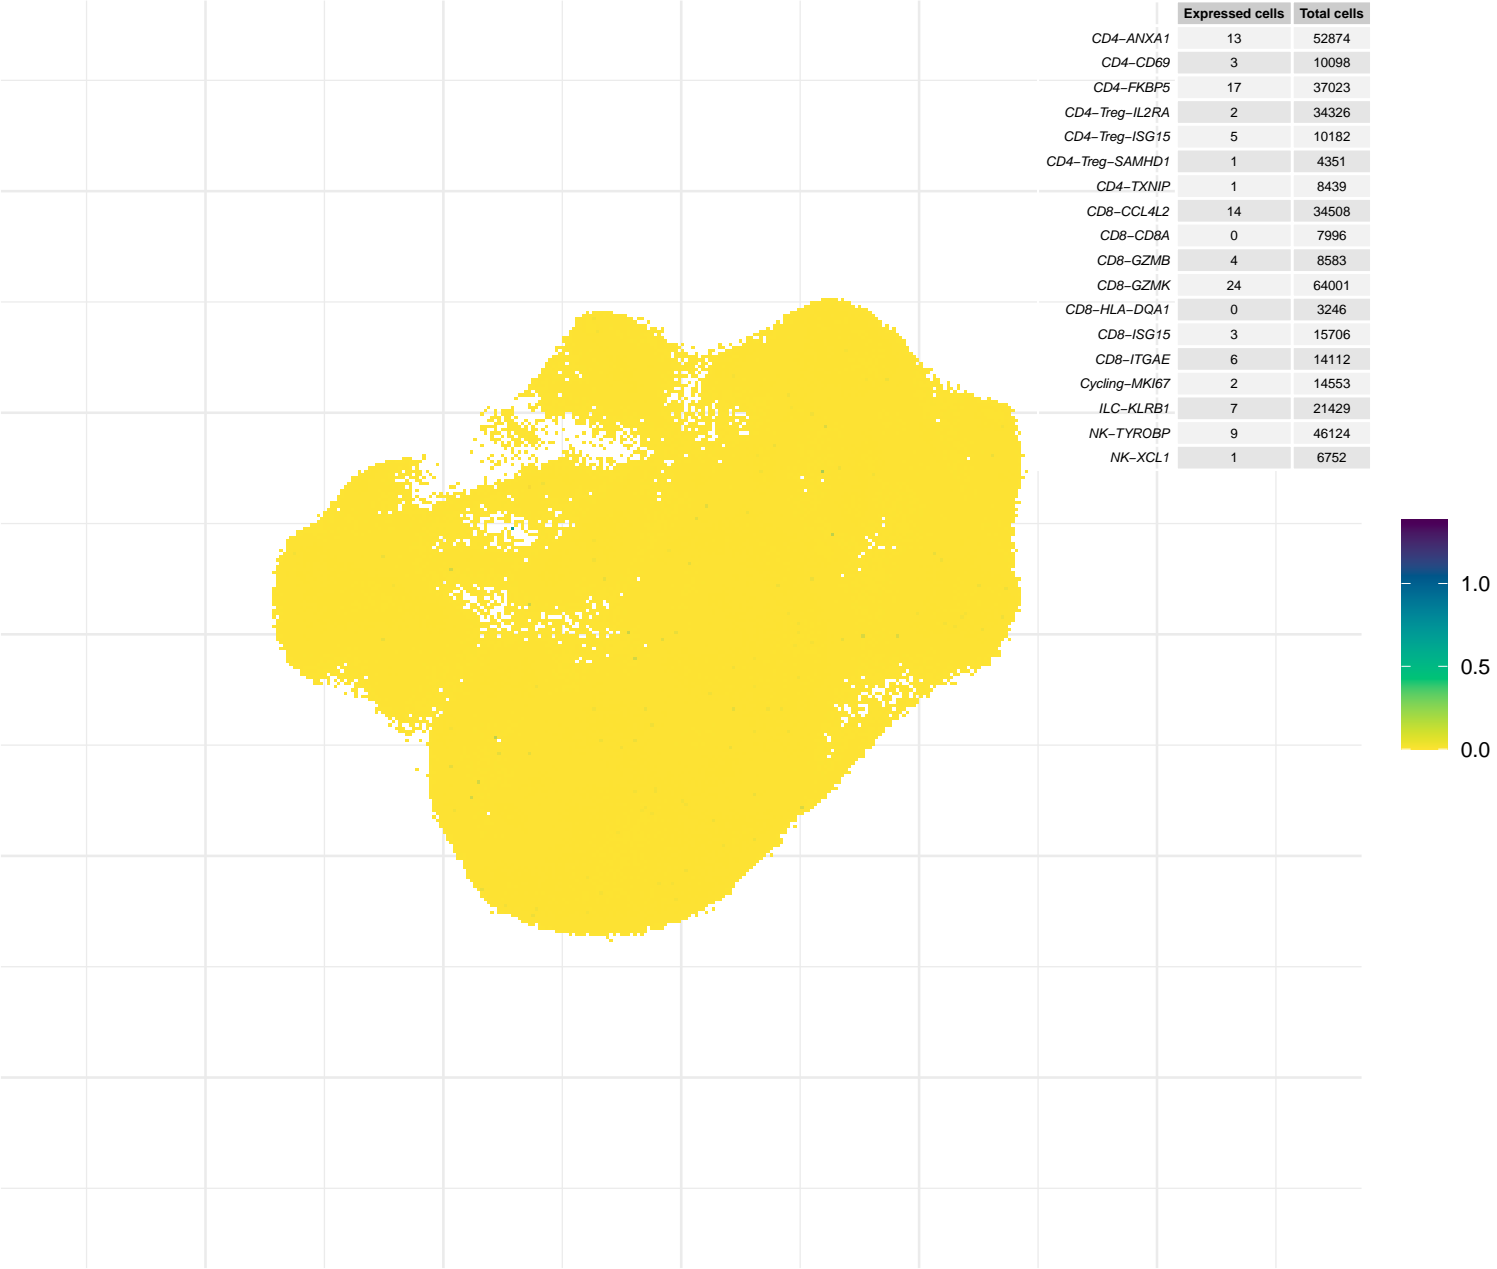 Expressed cells Total cells
CD4−ANXA1 13 52874
CD4−CD69 3 10098
CD4−FKBP5 17 37023
CD4−Treg−IL2RA 2 34326
CD4−Treg−ISG15 5 10182
CD4−Treg−SAMHD1 1 4351
CD4−TXNIP 1 8439
CD8−CCL4L2 14 34508
CD8−CD8A 0 7996
CD8−GZMB 4 8583
CD8−GZMK 24 64001
CD8−HLA−DQA1 0 3246
CD8−ISG15 3 15706
CD8−ITGAE 6 14112
Cycling−MKI67 2 14553
ILC−KLRB1 7 21429
NK−TYROBP 9 46124
NK−XCL1 1 6752
1.0
0.5
0.0